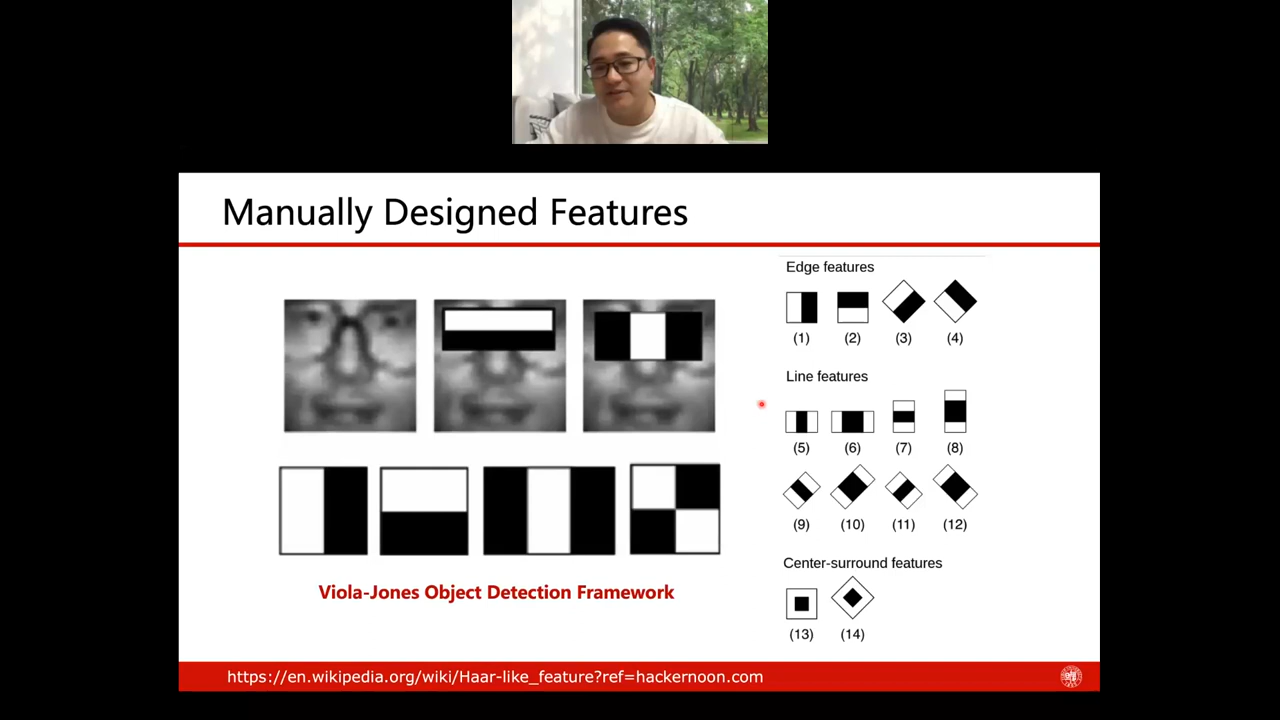 Manually Designed Features
Edge features
(1) (2) (3) (4)
Line features
(5) (6) (7) (8)
(9) (10) (11) (12)
Center-surround features
(13) (14)
Viola-Jones Object Detection Framework
https://en.wikipedia.org/wiki/Haar-like_feature?ref=hackernoon.com